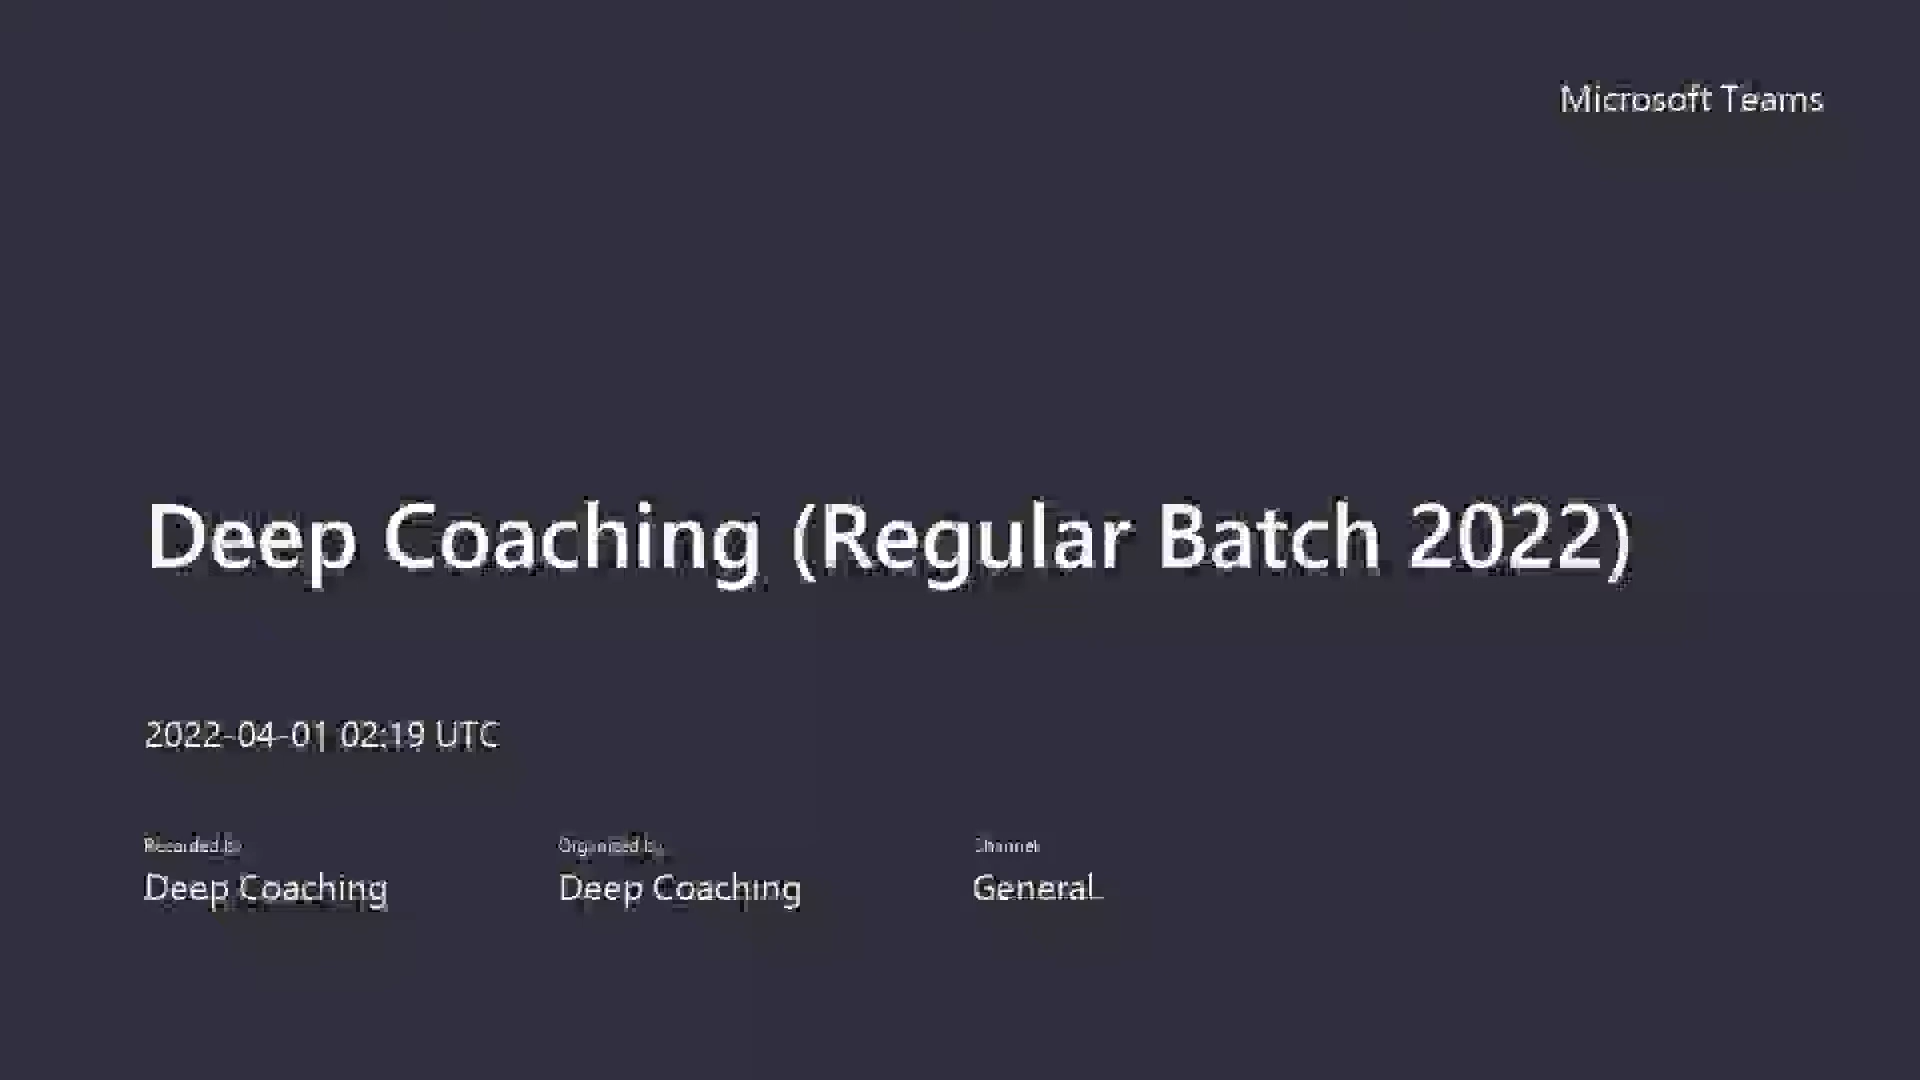 Microsoft Teams
Deep Coaching (Regular Batch 2022)
2022-04-01 02:19 UTC
Recorded by
Organized by
Channel
Deep Coaching
Deep Coaching
General